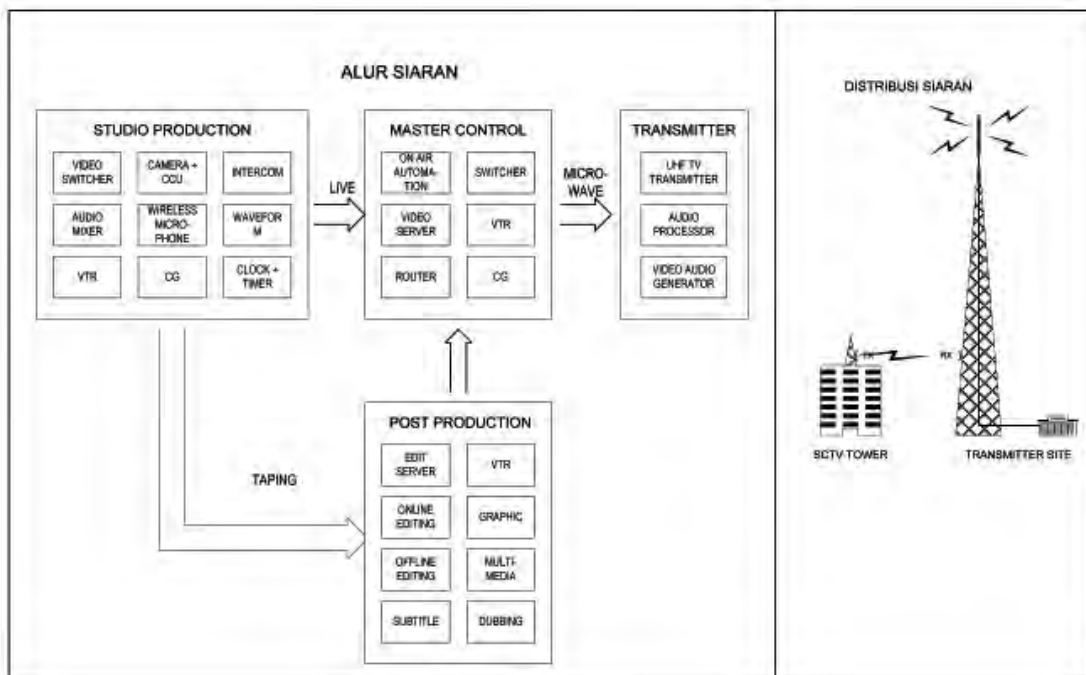 ALUR SIARAN
STUDIO PRODUCTION
VIDEO
SWITCHER
CAMERA +
CCU
INTERCOM
AUDIO
MIXER
WIRELESS
MICRO-
PHONE
WAVEFOR
M
VTR
CG
CLOCK +
TIMER
LIVE
MASTER CONTROL
ON AIR
AUTOMA-
TION
SWITCHER
VIDEO
SERVER
VTR
ROUTER
CG
MICRO-
WAVE
TRANSMITTER
UHF TV
TRANSMITTER
AUDIO
PROCESSOR
VIDEO AUDIO
GENERATOR
TAPING
POST PRODUCTION
EDIT
SERVER
VTR
ONLINE
EDITING
GRAPHIC
OFFLINE
EDITING
MULTI-
MEDIA
SUBTITLE
DUBBING
DISTRIBUSI SIARAN
TX
RX
SCTV TOWER
TRANSMITTER SITE